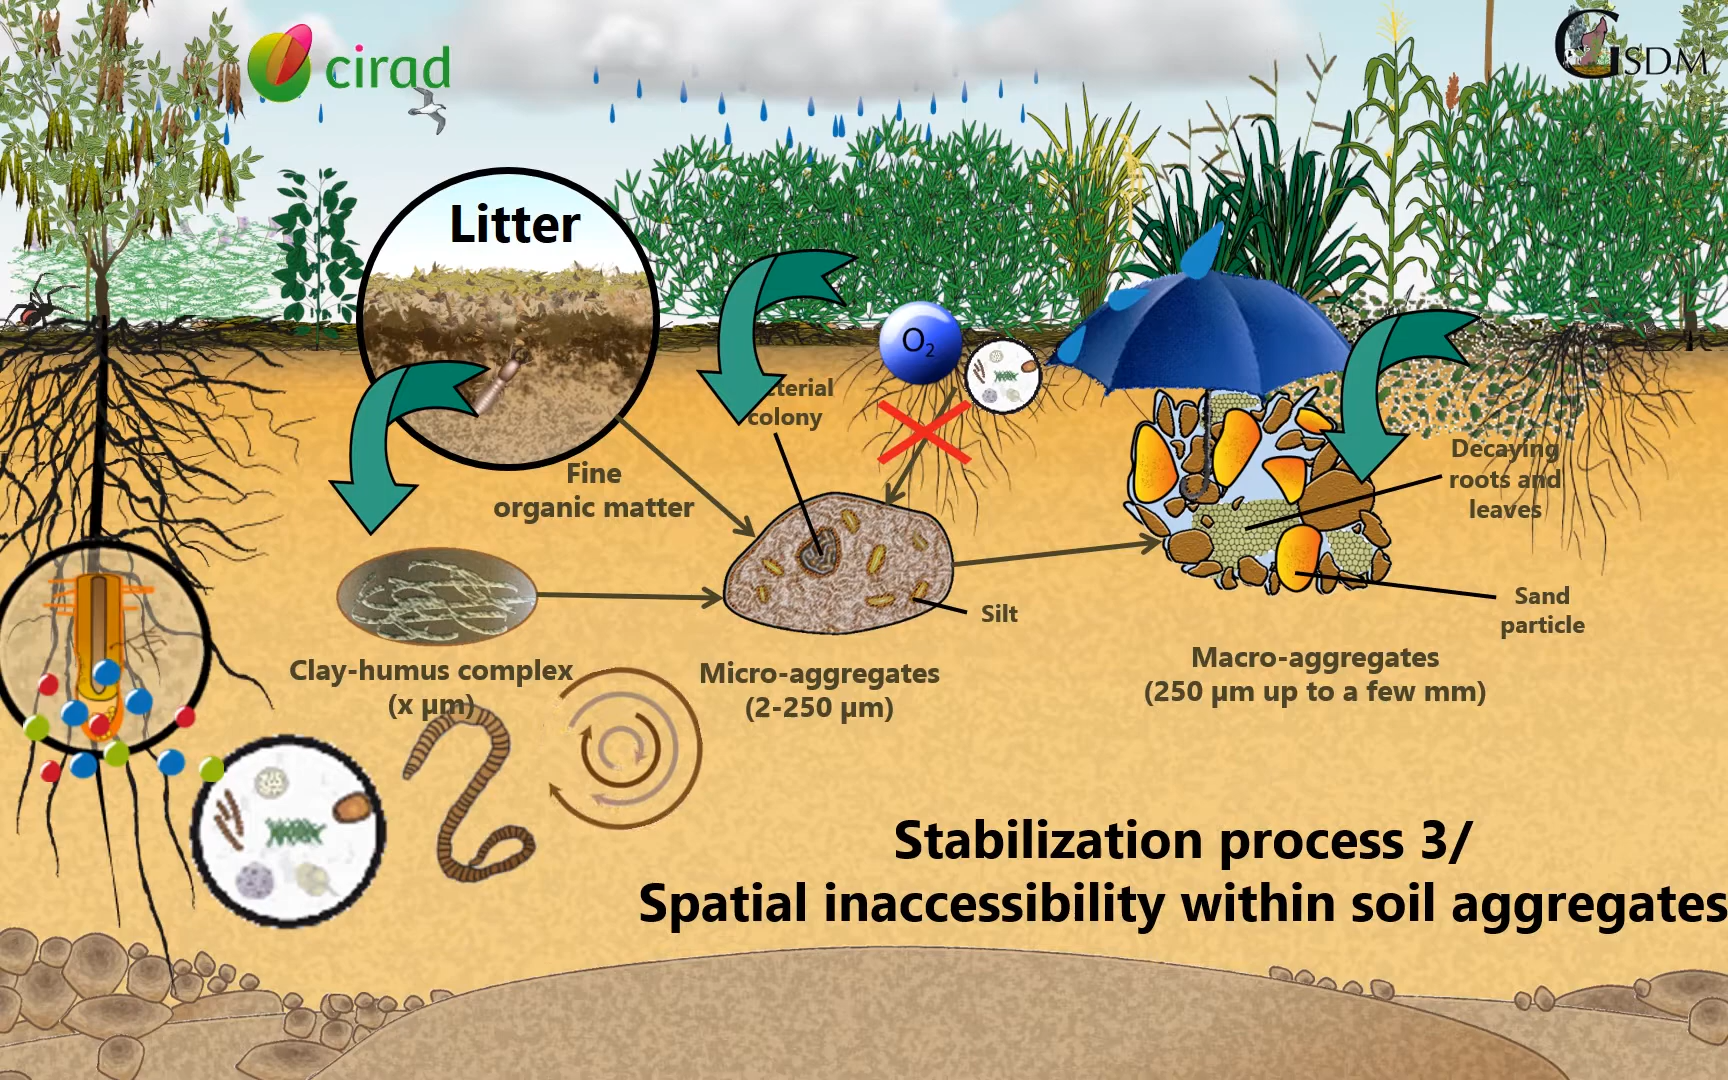 cirad
GSDM
Litter
O2
colony
Fine
organic matter
Decaying
roots and
leaves
Silt
Sand
particle
Clay-humus complex
(x µm)
Micro-aggregates
(2-250 µm)
Macro-aggregates
(250 µm up to a few mm)
Stabilization process 3/
Spatial inaccessibility within soil aggregates